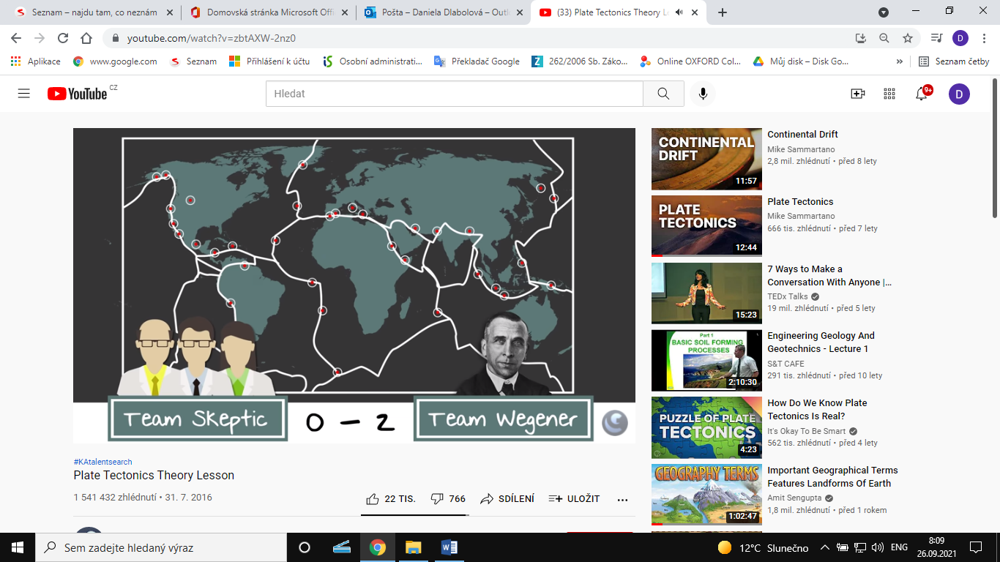 Seznam – najdu tam, co neznám
Domovská stránka Microsoft Offi
Pošta – Daniela Dlabolová – Outl
(33) Plate Tectonics Theory L
youtube.com/watch?v=zbtAXW-2nz0
D
Aplikace
www.google.com
Seznam
Přihlášení k účtu
Osobní administrati...
Překladač Google
262/2006 Sb. Záko...
Online OXFORD Col...
Můj disk – Disk Go...
»
Seznam četby
YouTube CZ
Hledat
9+
D
Team Skeptic
0 – 2
Team Wegener
#KAtalentsearch
Plate Tectonics Theory Lesson
1 541 432 zhlédnutí • 31. 7. 2016
22 TIS.
766
SDÍLENÍ
ULOŽIT
CONTINENTAL
DRIFT
11:57
Continental Drift
Mike Sammartano
2,8 mil. zhlédnutí • před 8 lety
PLATE
TECTONICS
12:44
Plate Tectonics
Mike Sammartano
666 tis. zhlédnutí • před 7 lety
15:23
7 Ways to Make a
Conversation With Anyone |...
TEDx Talks
19 mil. zhlédnutí • před 5 lety
Part 1
BASIC SOIL FORMING
PROCESSES
2:10:30
Engineering Geology And
Geotechnics - Lecture 1
S&T CAFE
291 tis. zhlédnutí • před 10 lety
PUZZLE OF PLATE
TECTONICS
4:23
How Do We Know Plate
Tectonics Is Real?
It's Okay To Be Smart
562 tis. zhlédnutí • před 4 lety
GEOGRAPHY TERMS
1:02:47
Important Geographical Terms
Features Landforms Of Earth
Amit Sengupta
1,8 mil. zhlédnutí • před 1 rokem
Sem zadejte hledaný výraz
12°C Slunečno
ENG
8:09
26.09.2021